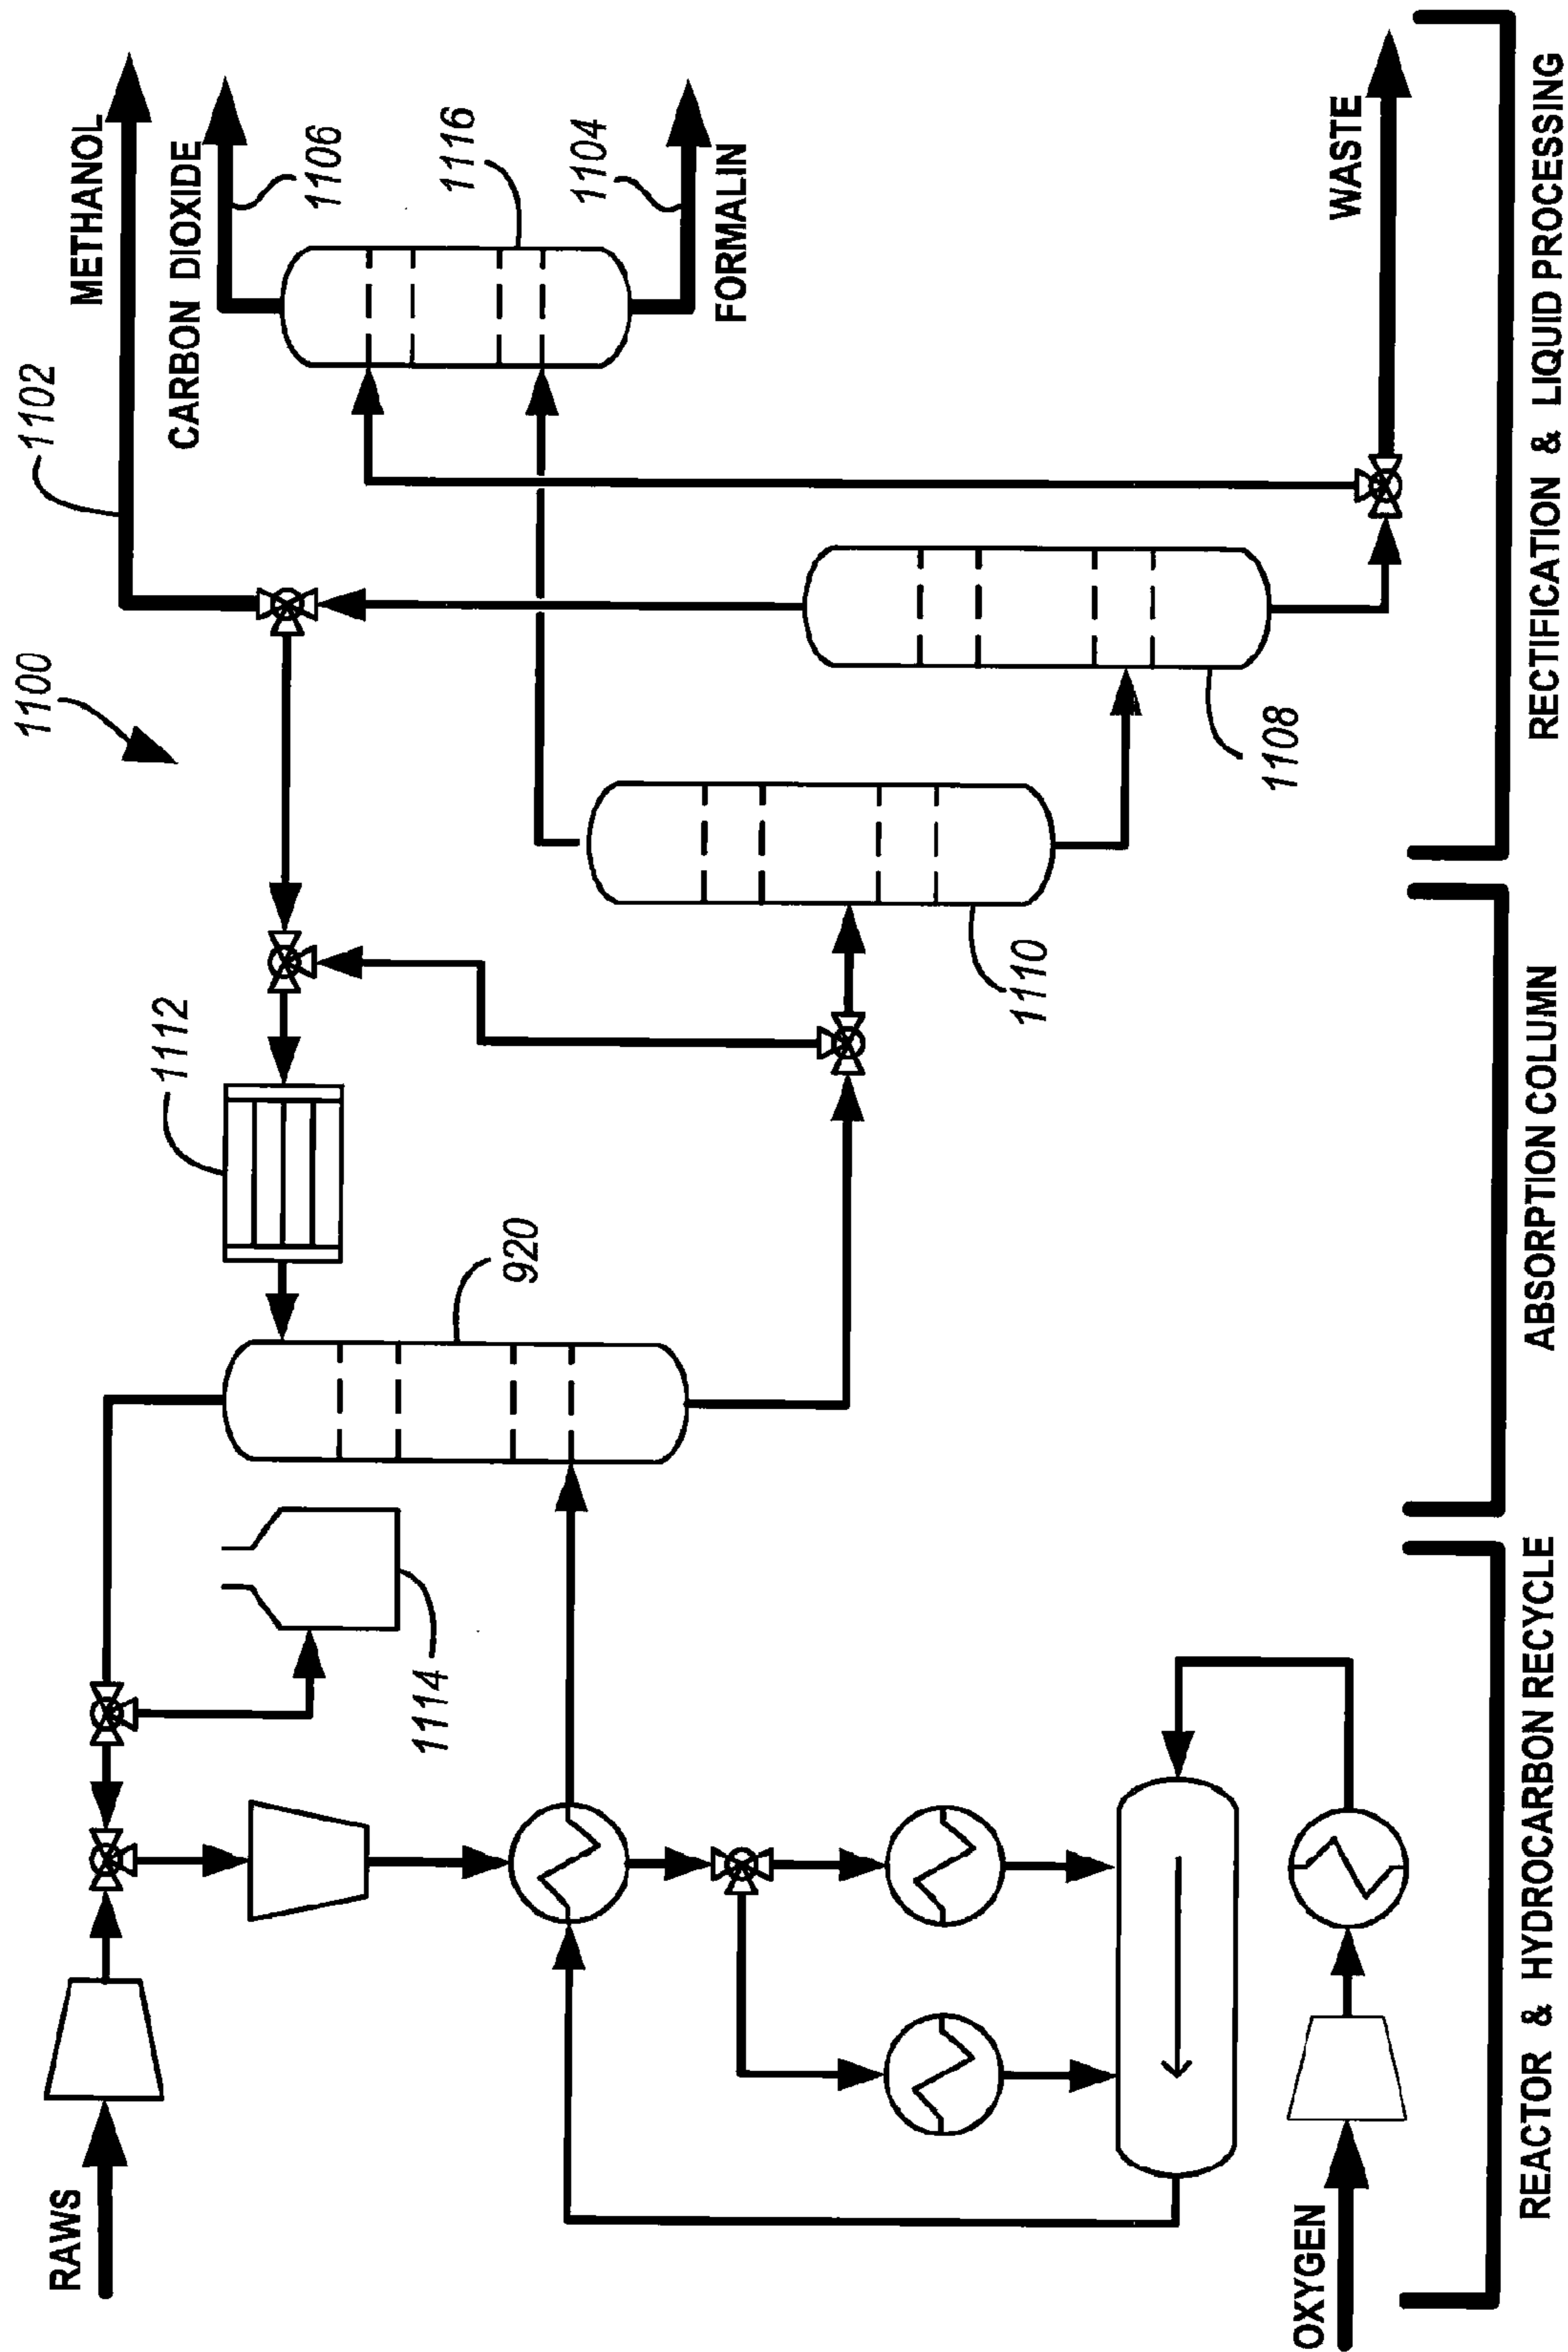 1100
1102
METHANOL
CARBON DIOXIDE
1106
1116
1104
FORMALIN
1112
920
1114
1110
1108
RAWS
OXYGEN
WASTE
REACTOR & HYDROCARBON RECYCLE
ABSORPTION COLUMN
RECTIFICATION & LIQUID PROCESSING